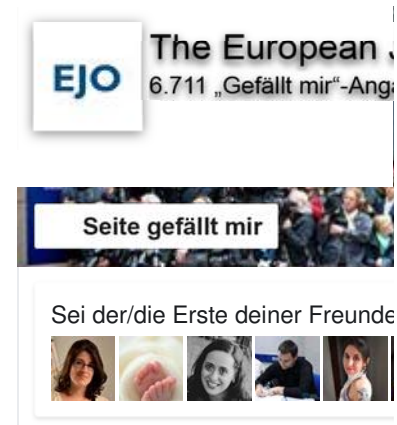 EJO
The European
6.711 „Gefällt mir“-Anga
Seite gefällt mir
Sei der/die Erste deiner Freunde